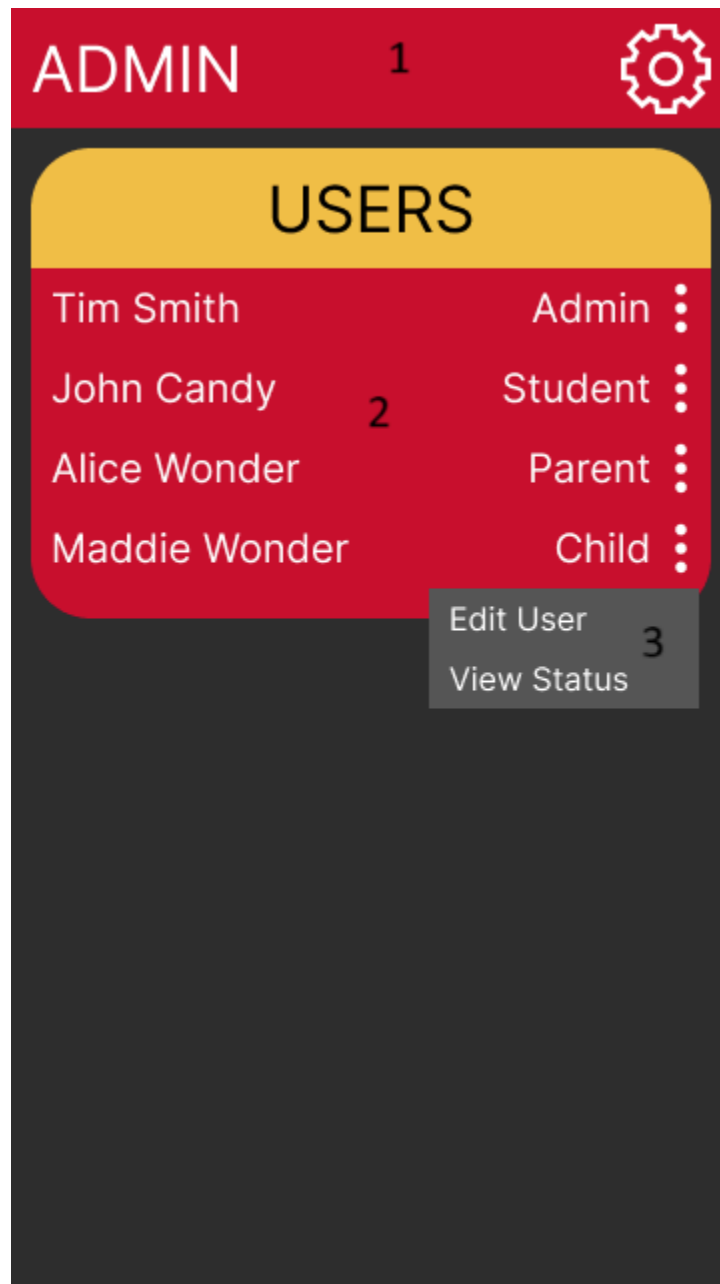 ADMIN 1
USERS
Tim Smith Admin
John Candy 2 Student
Alice Wonder Parent
Maddie Wonder Child
Edit User 3
View Status